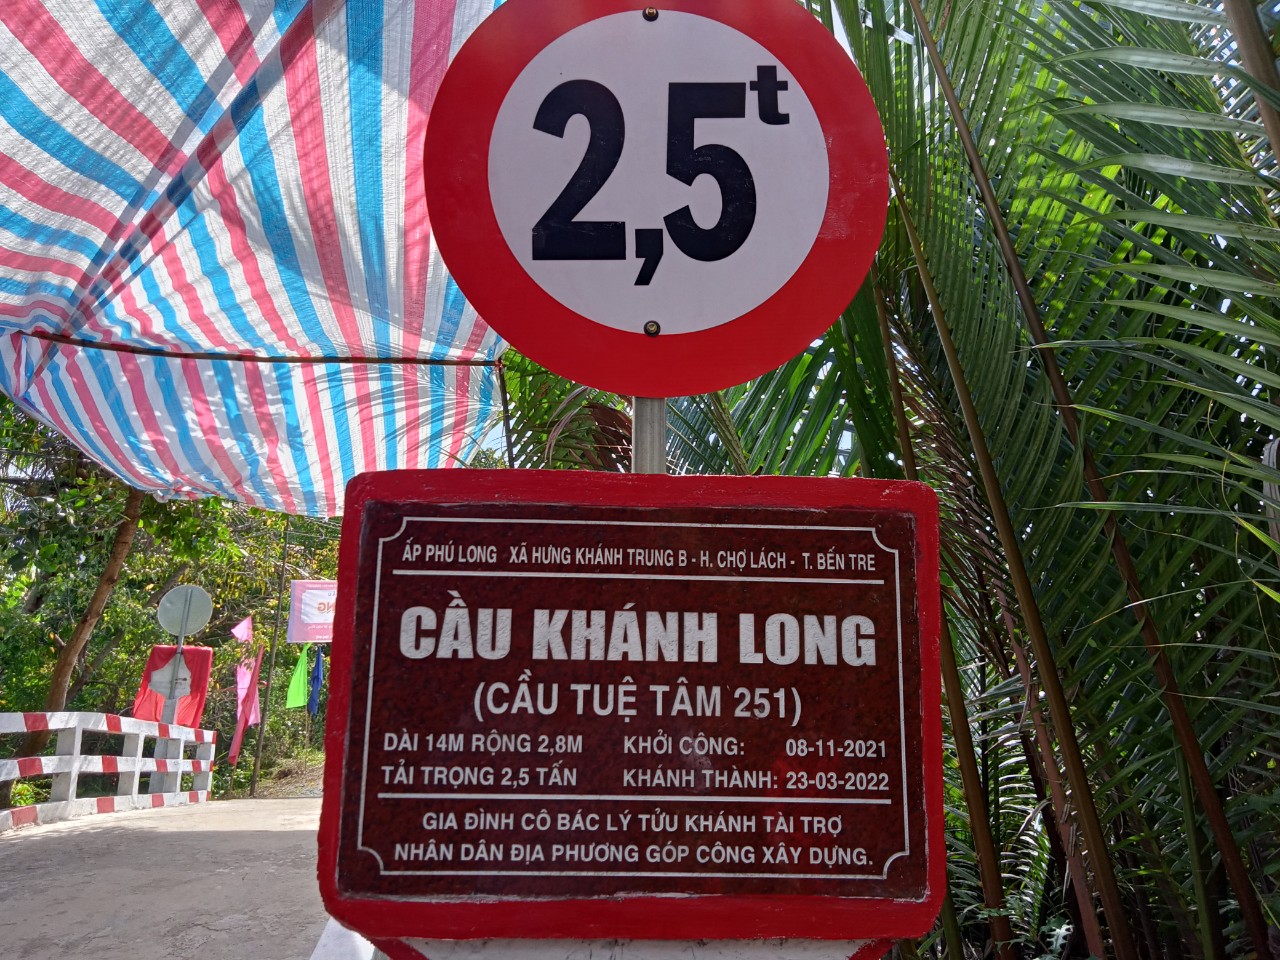 2,5t
ẤP PHÚ LONG XÃ HƯNG KHÁNH TRUNG B - H. CHỢ LÁCH - T. BẾN TRE
CẦU KHÁNH LONG
(CẦU TUỆ TÂM 251)
DÀI 14M RỘNG 2,8M KHỞI CÔNG: 08-11-2021
TẢI TRỌNG 2,5 TẤN KHÁNH THÀNH: 23-03-2022
GIA ĐÌNH CÔ BÁC LÝ TỬU KHÁNH TÀI TRỢ
NHÂN DÂN ĐỊA PHƯƠNG GÓP CÔNG XÂY DỰNG.